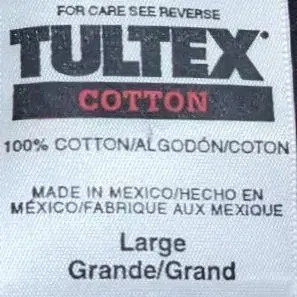 FOR CARE SEE REVERSE
TULTEX
COTTON
100% COTTON/ALGODÓN/COTON
MADE IN MEXICO/HECHO EN
MÉXICO/FABRIQUE AUX MEXIQUE
Large
Grande/Grand